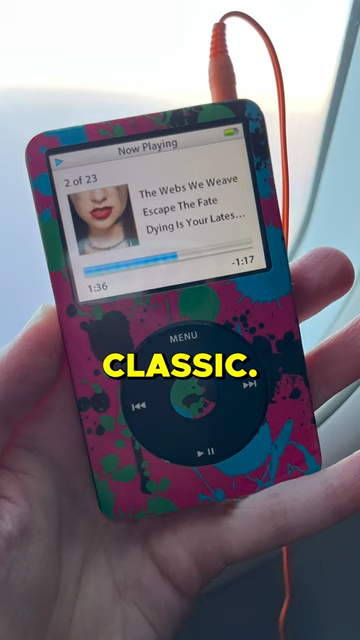 Now Playing
2 of 23
The Webs We Weave
Escape The Fate
Dying Is Your Lates...
1:36
-1:17
MENU
CLASSIC.